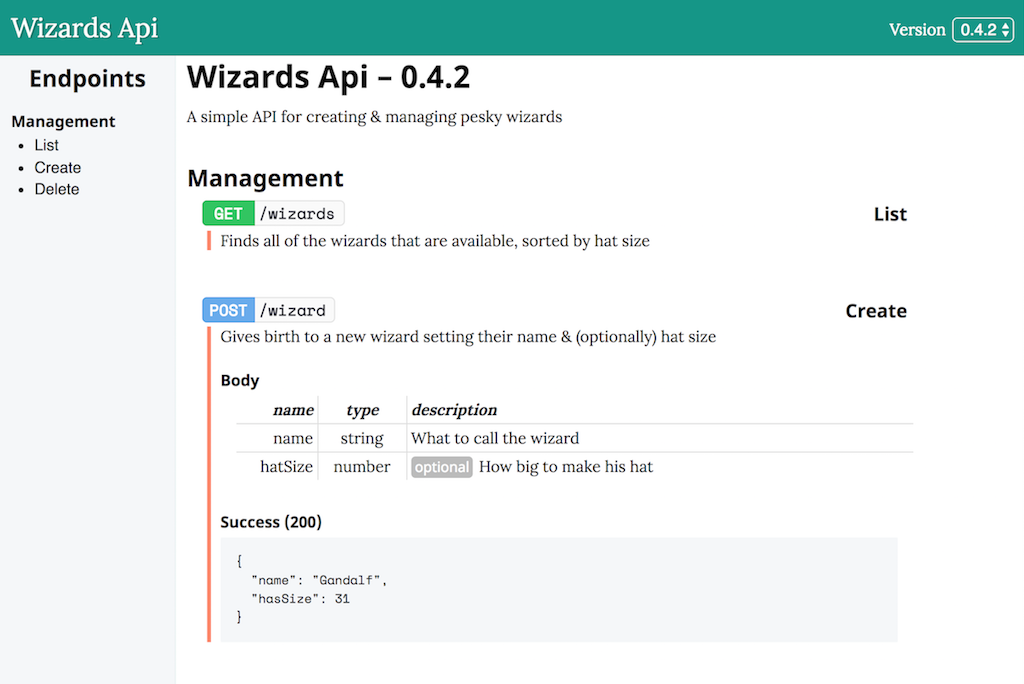 Wizards Api
Version 0.4.2
Endpoints
Management
List
Create
Delete
Wizards Api – 0.4.2
A simple API for creating & managing pesky wizards
Management
GET /wizards List
Finds all of the wizards that are available, sorted by hat size
POST /wizard Create
Gives birth to a new wizard setting their name & (optionally) hat size
Body
name type description
name string What to call the wizard
hatSize number optional How big to make his hat
Success (200)
{
"name": "Gandalf",
"hasSize": 31
}